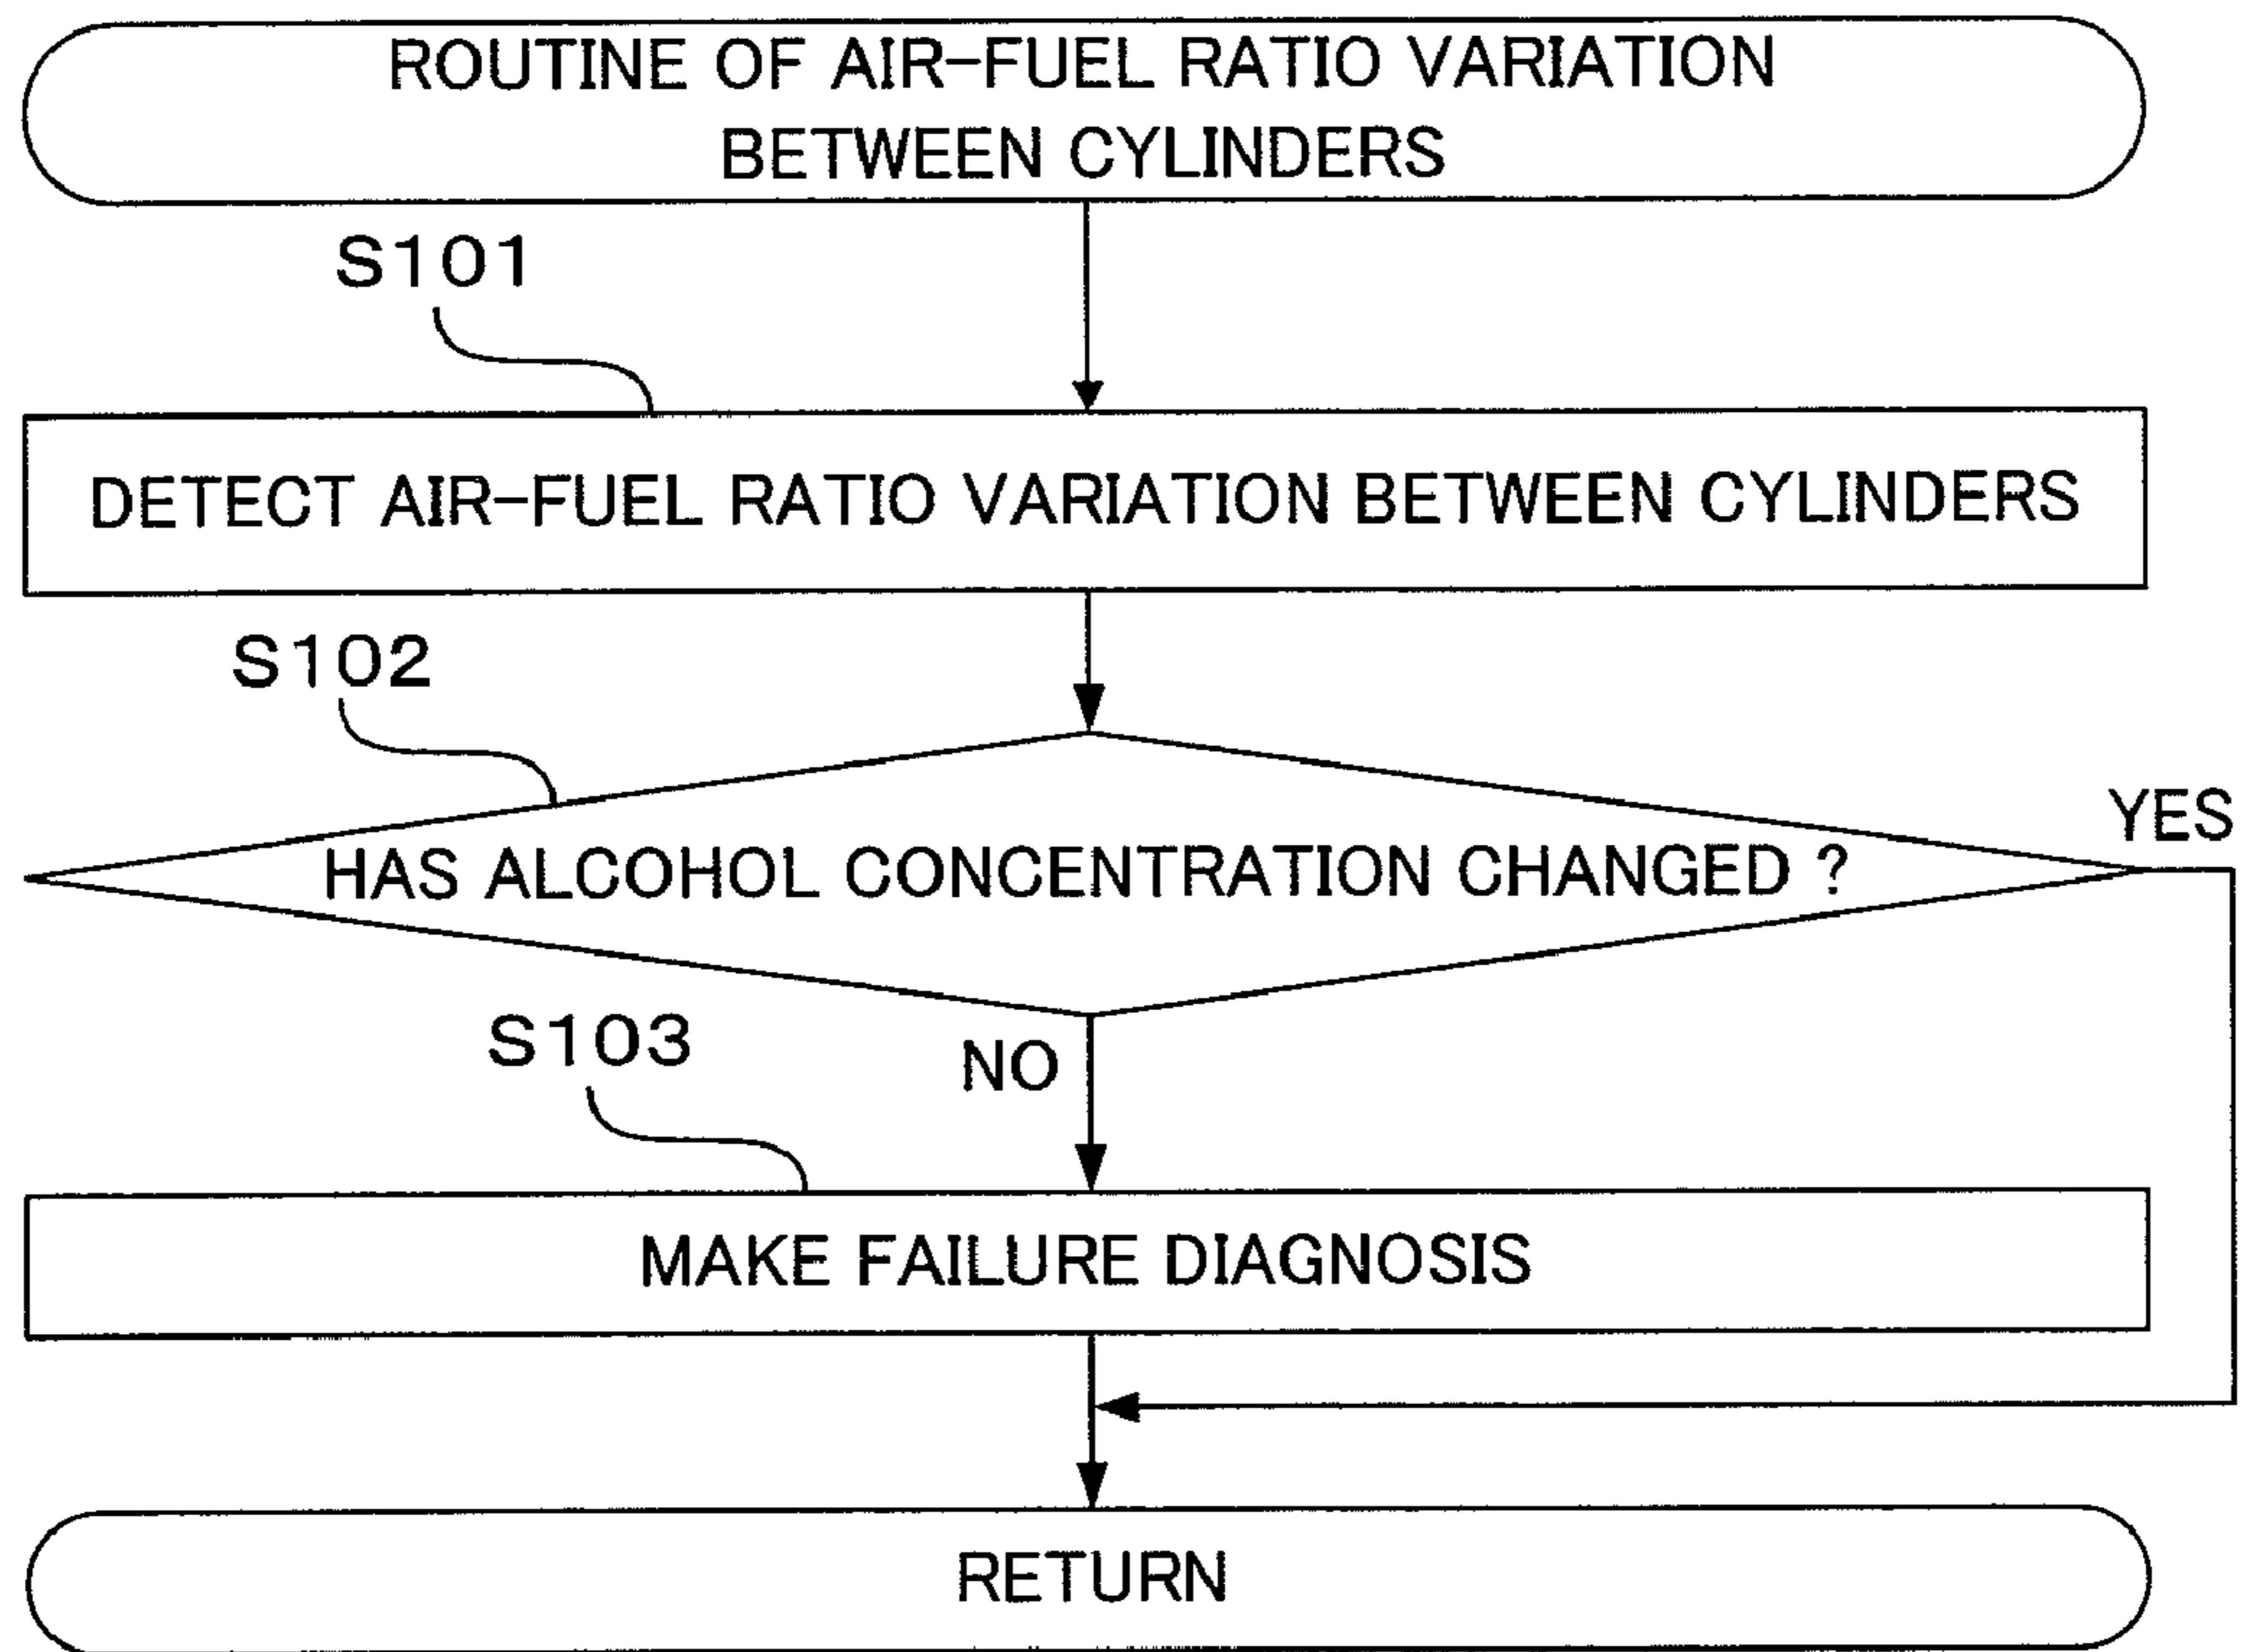 ROUTINE OF AIR-FUEL RATIO VARIATION
BETWEEN CYLINDERS
S101
DETECT AIR-FUEL RATIO VARIATION BETWEEN CYLINDERS
S102
YES
HAS ALCOHOL CONCENTRATION CHANGED ?
S103
NO
MAKE FAILURE DIAGNOSIS
RETURN